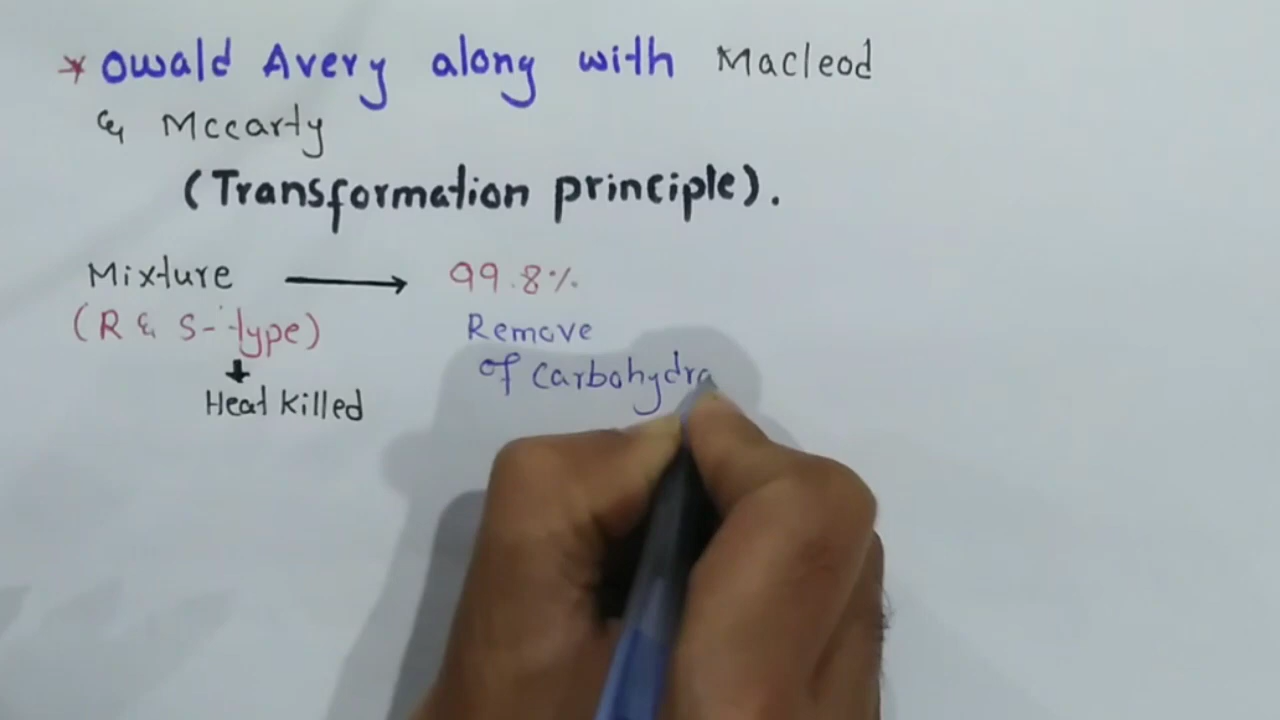 * Owald Avery along with Macleod
& Mccarty
(Transformation principle).
Mixture → 99.8%
(R & S-type) Remove
of Carbohydra
Heat Killed